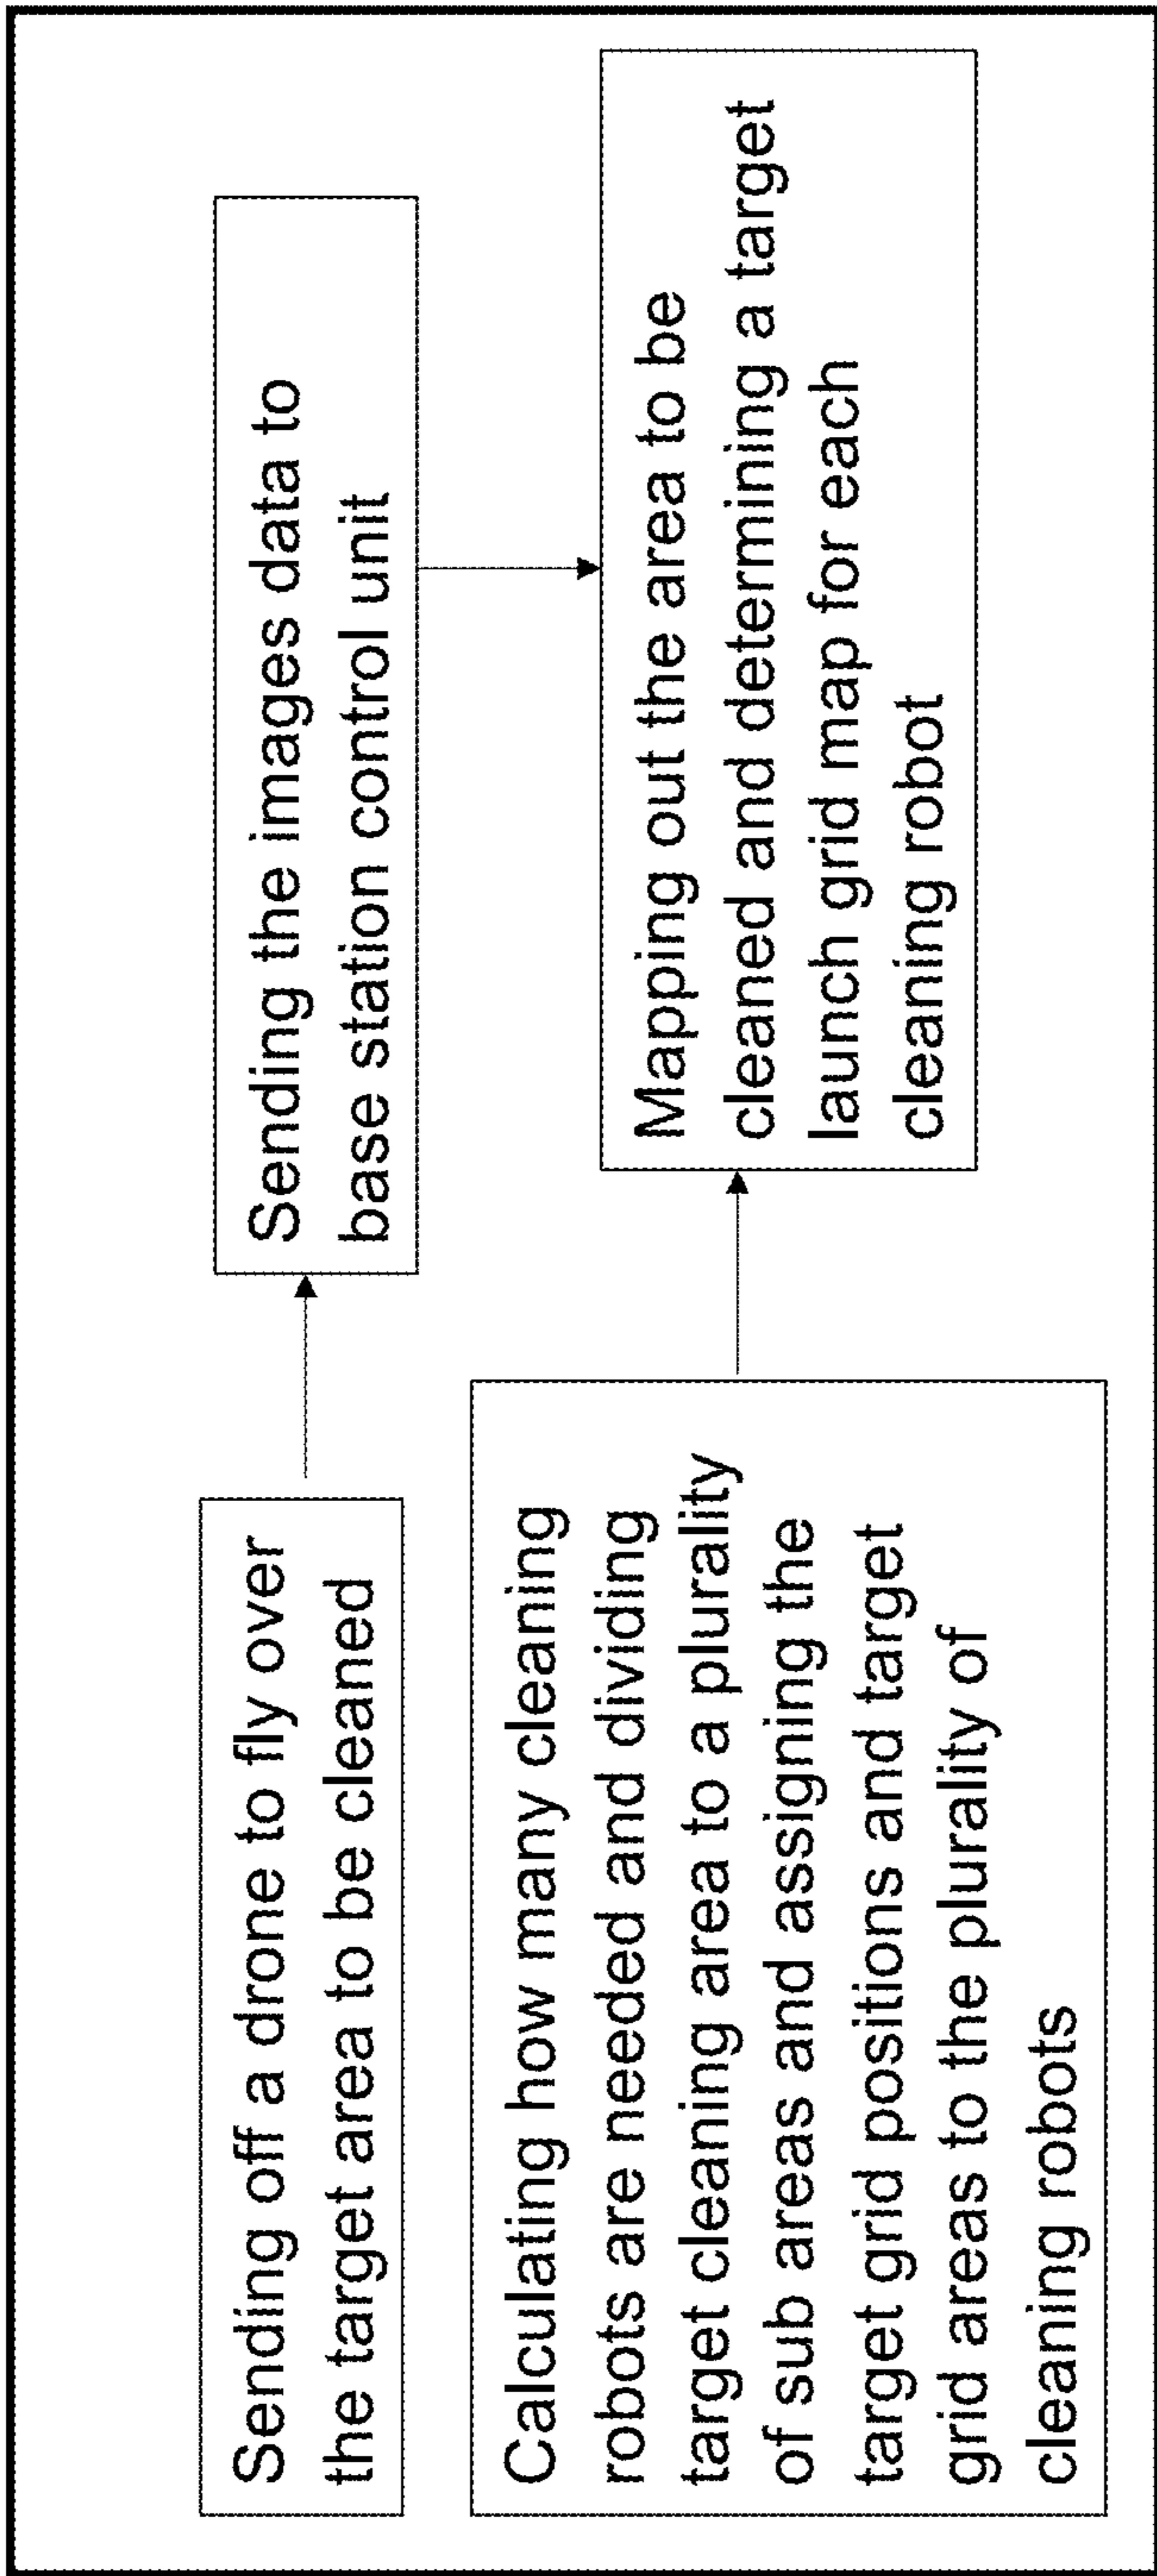 Sending off a drone to fly over
the target area to be cleaned
Sending the images data to
base station control unit
Calculating how many cleaning
robots are needed and dividing
target cleaning area to a plurality
of sub areas and assigning the
target grid positions and target
grid areas to the plurality of
cleaning robots
Mapping out the area to be
cleaned and determining a target
launch grid map for each
cleaning robot